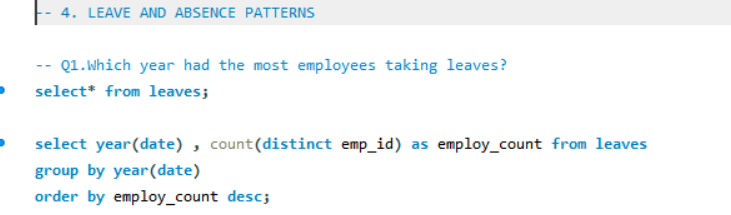 -- 4. LEAVE AND ABSENCE PATTERNS
-- Q1.Which year had the most employees taking leaves?
select* from leaves;
select year(date) , count(distinct emp_id) as employ_count from leaves
group by year(date)
order by employ_count desc;